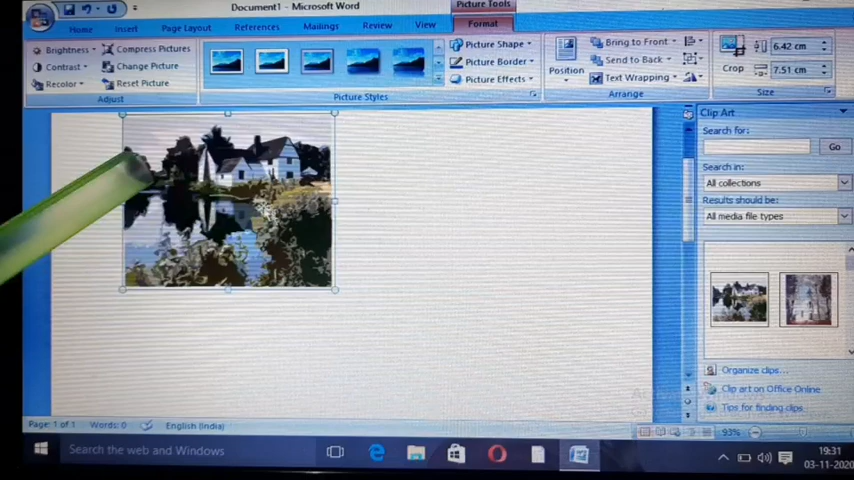 Document1 - Microsoft Word
Picture Tools
Home
Insert
Page Layout
References
Mailings
Review
View
Format
Brightness
Contrast
Recolor
Compress Pictures
Change Picture
Reset Picture
Adjust
Picture Styles
Picture Shape
Picture Border
Picture Effects
Position
Bring to Front
Send to Back
Text Wrapping
Arrange
Crop
6.42 cm
7.51 cm
Size
Clip Art
Search for:
Go
Search in:
All collections
Results should be:
All media file types
Organize clips...
Clip art on Office Online
Tips for finding clips
Page: 1 of 1
Words: 0
English (India)
93%
Search the web and Windows
19:31
03-11-2020